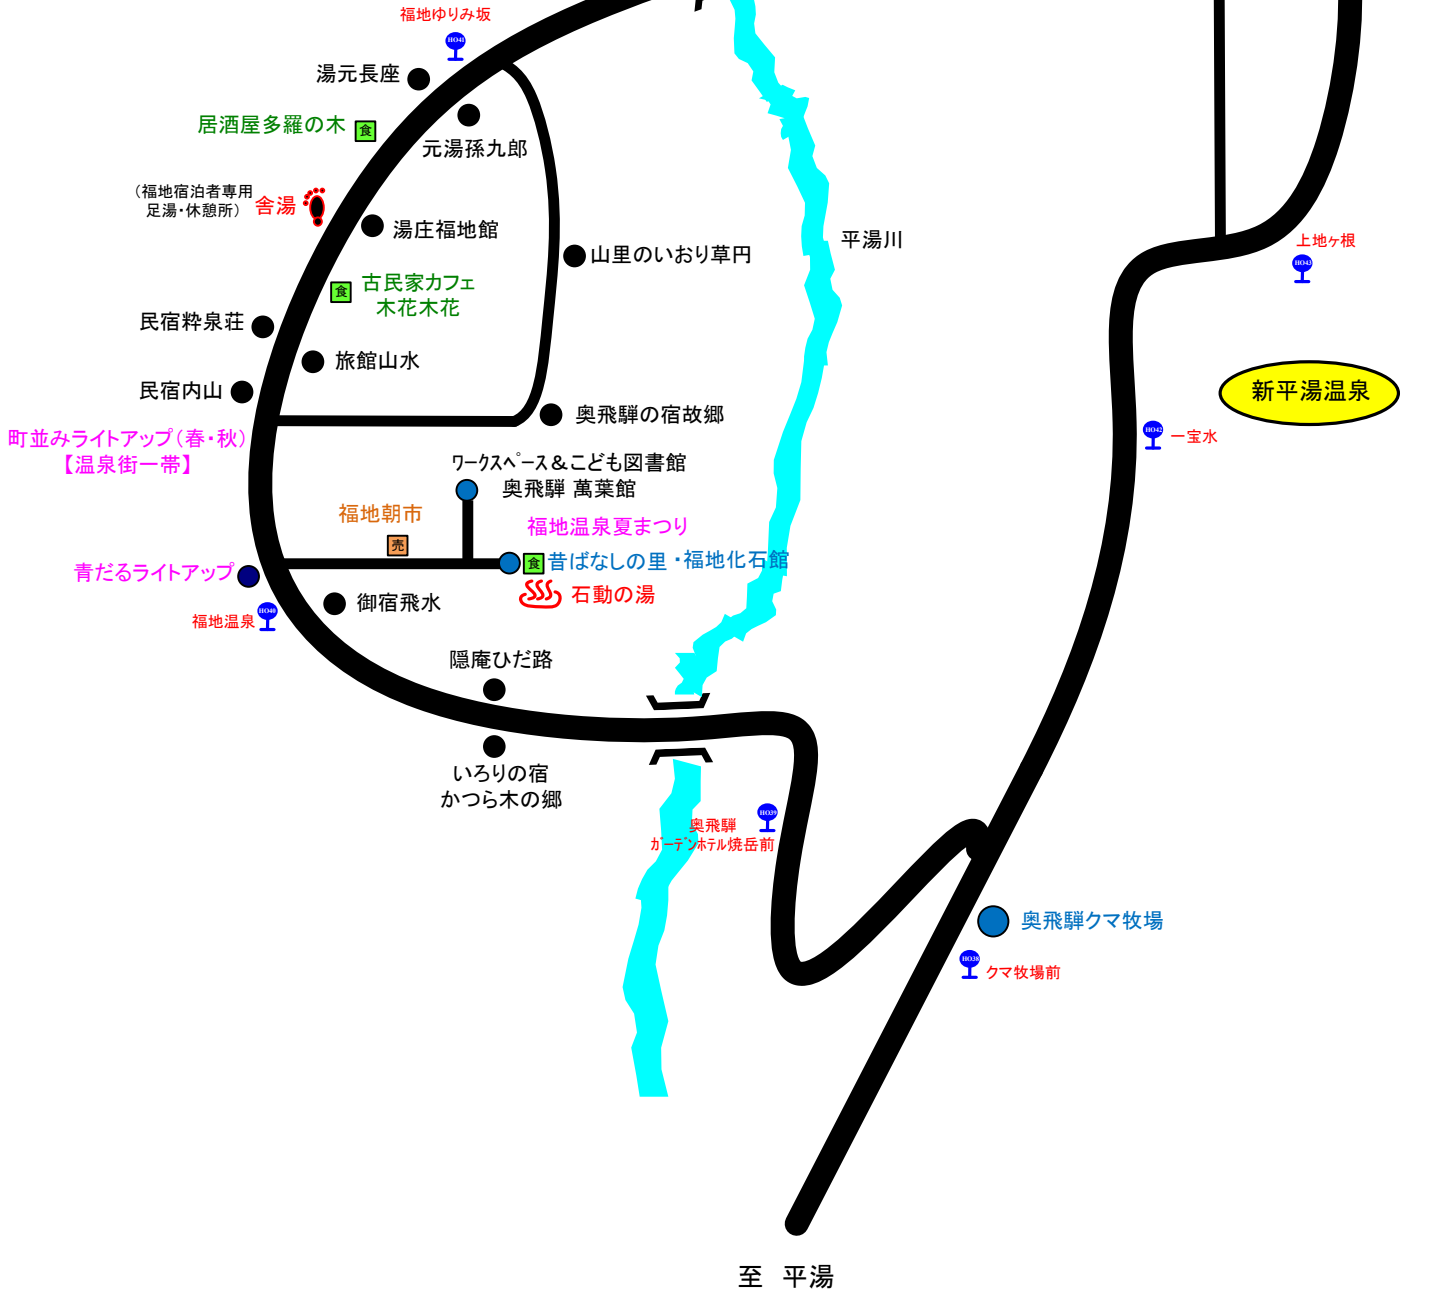 福地ゆりみ坂
HO41
湯元長座
居酒屋多羅の木
食
元湯孫九郎
（福地宿泊者専用
足湯・休憩所）
舎湯
湯庄福地館
山里のいおり草円
平湯川
上地ヶ根
HO43
食
古民家カフェ
木花木花
民宿粋泉荘
旅館山水
民宿内山
新平湯温泉
奥飛騨の宿故郷
町並みライトアップ（春・秋）
【温泉街一帯】
HO42
一宝水
ワークスペース＆こども図書館
奥飛騨 萬葉館
福地朝市
売
福地温泉夏まつり
食
昔ばなしの里・福地化石館
青だるライトアップ
石動の湯
御宿飛水
HO40
福地温泉
隠庵ひだ路
いろりの宿
かつら木の郷
HO39
奥飛騨
ガーデンホテル焼岳前
奥飛騨クマ牧場
HO38
クマ牧場前
至　平湯